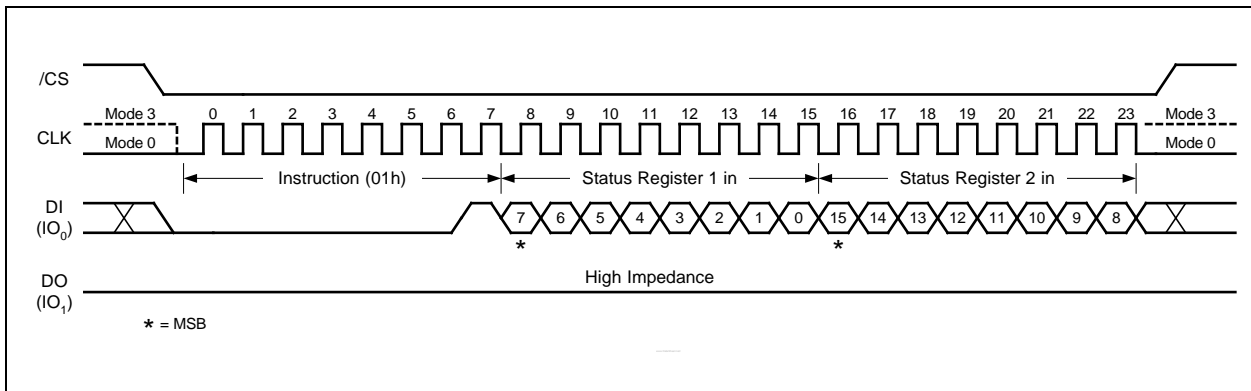 /CS
Mode 3 0 1 2 3 4 5 6 7 8 9 10 11 12 13 14 15 16 17 18 19 20 21 22 23 Mode 3
CLK
Mode 0 Mode 0
Instruction (01h) Status Register 1 in Status Register 2 in
DI
(IO0)
7 6 5 4 3 2 1 0 15 14 13 12 11 10 9 8
* *
High Impedance
DO
(IO1)
* = MSB